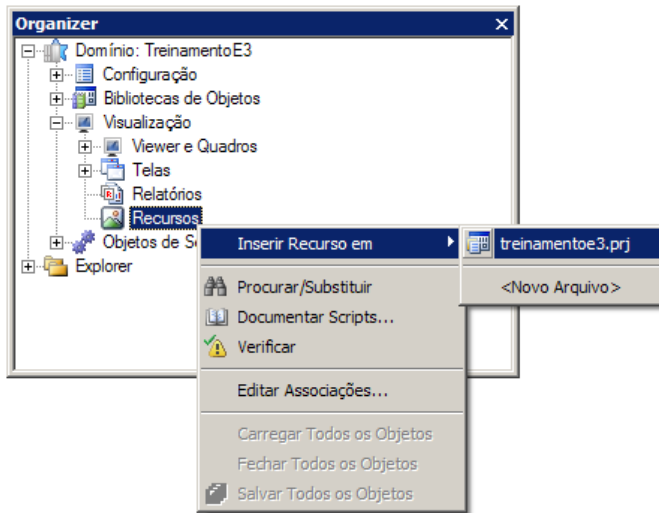 Organizer
Domínio: TreinamentoE3
Configuração
Bibliotecas de Objetos
Visualização
Viewer e Quadros
Telas
Relatórios
Recursos
Objetos de Se
Explorer
Inserir Recurso em
Procurar/Substituir
Documentar Scripts...
Verificar
Editar Associações...
Carregar Todos os Objetos
Fechar Todos os Objetos
Salvar Todos os Objetos
treinamentoe3.prj
<Novo Arquivo>